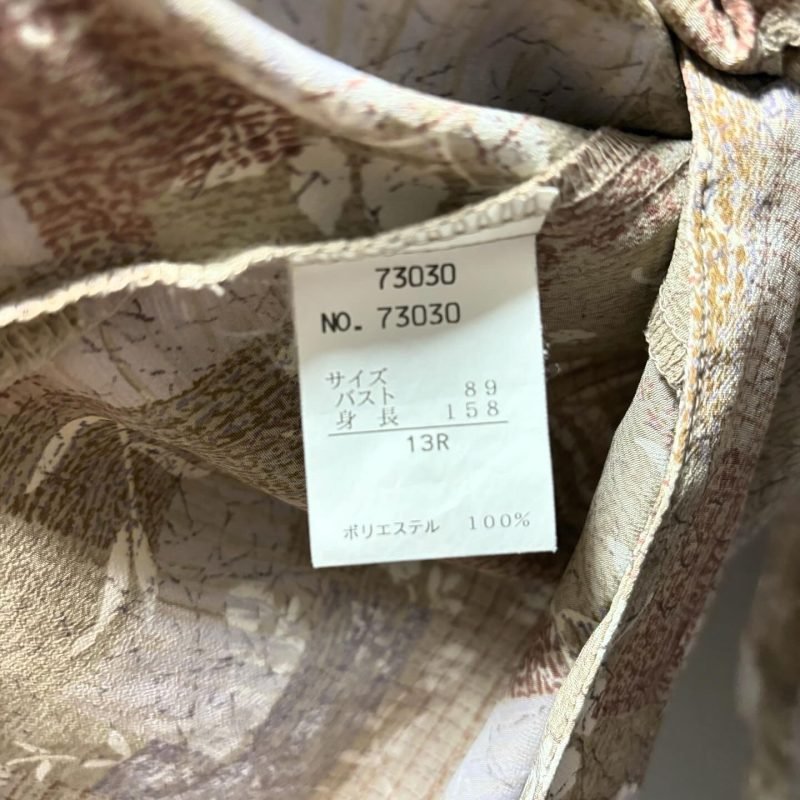 73030
NO. 73030
サイズ
バスト 89
身長 158
13R
ポリエステル 100%